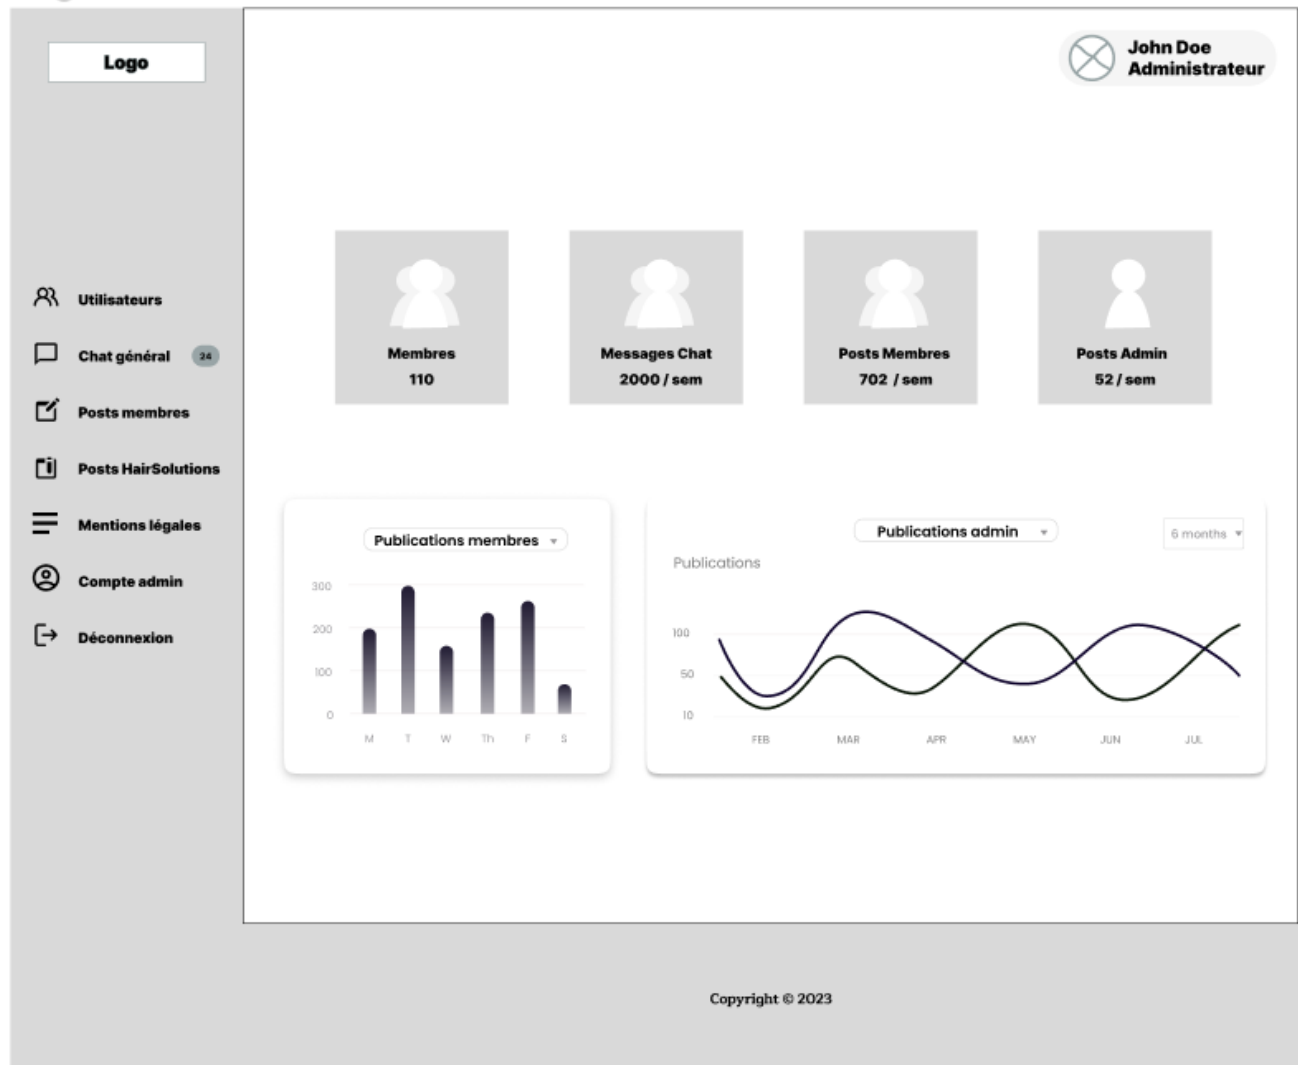 Logo
John Doe
Administrateur
Utilisateurs
Chat général 24
Posts membres
Posts HairSolutions
Mentions légales
Compte admin
Déconnexion
Membres
110
Messages Chat
2000 / sem
Posts Membres
702 / sem
Posts Admin
52 / sem
Publications membres
300
200
100
0
M T W Th F S
Publications admin
6 months
Publications
100
50
10
FEB MAR APR MAY JUN JUL
Copyright © 2023